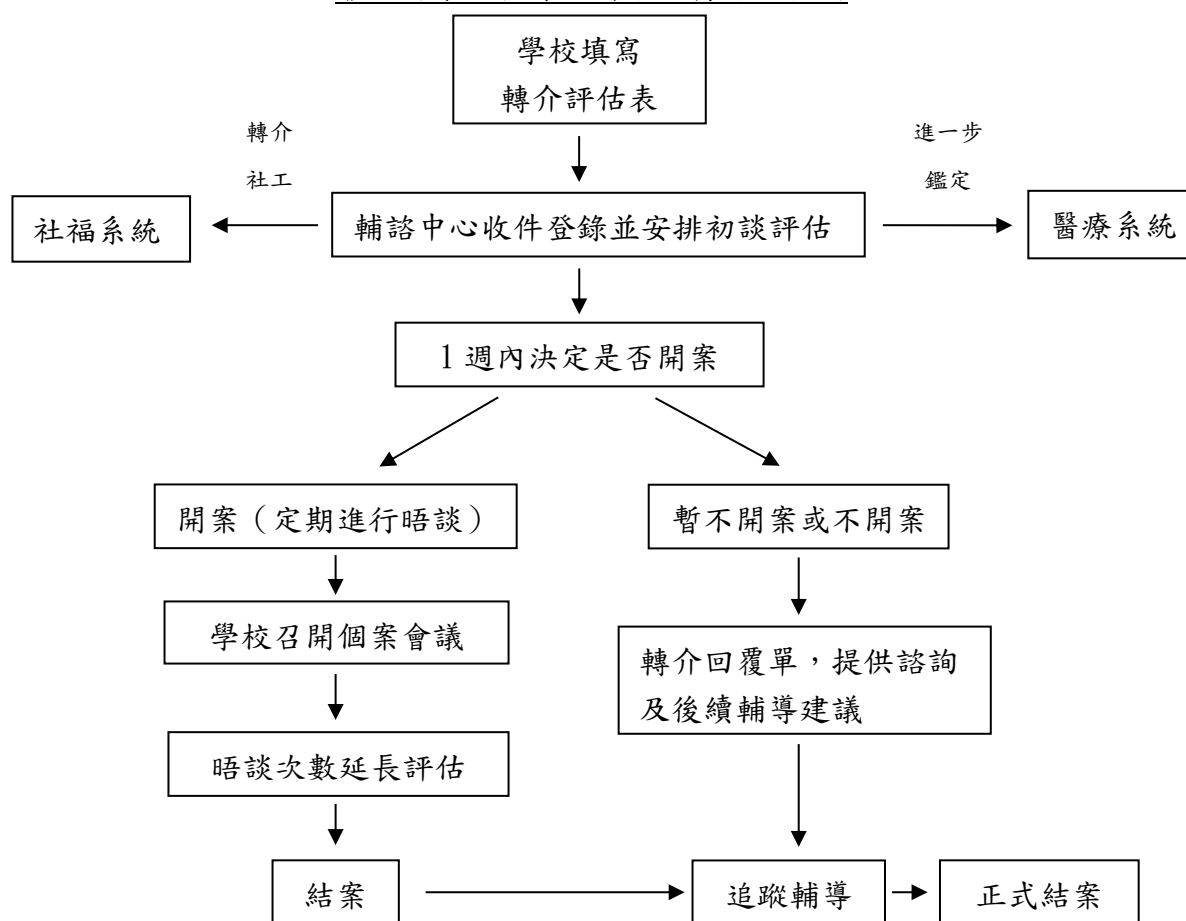 學校填寫
轉介評估表
轉介
社工
進一步
鑑定
社福系統
輔諮中心收件登錄並安排初談評估
醫療系統
1 週內決定是否開案
開案（定期進行晤談）
暫不開案或不開案
學校召開個案會議
轉介回覆單，提供諮詢
及後續輔導建議
晤談次數延長評估
結案
追蹤輔導
正式結案